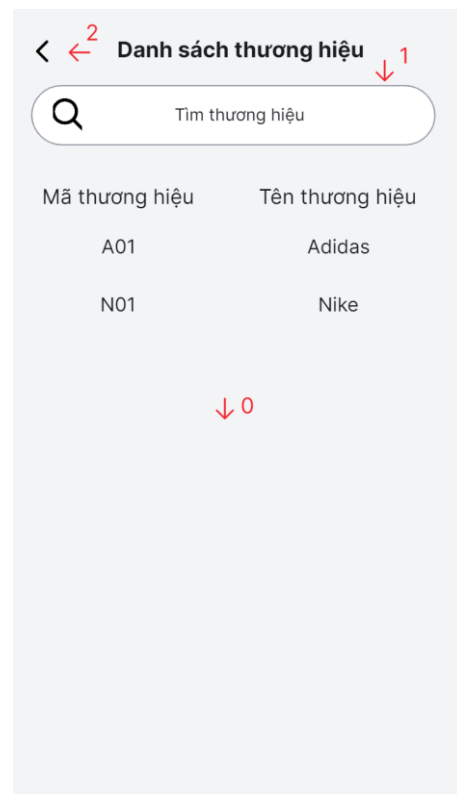 2
Danh sách thương hiệu
1
Tìm thương hiệu
Mã thương hiệu Tên thương hiệu
A01 Adidas
N01 Nike
0